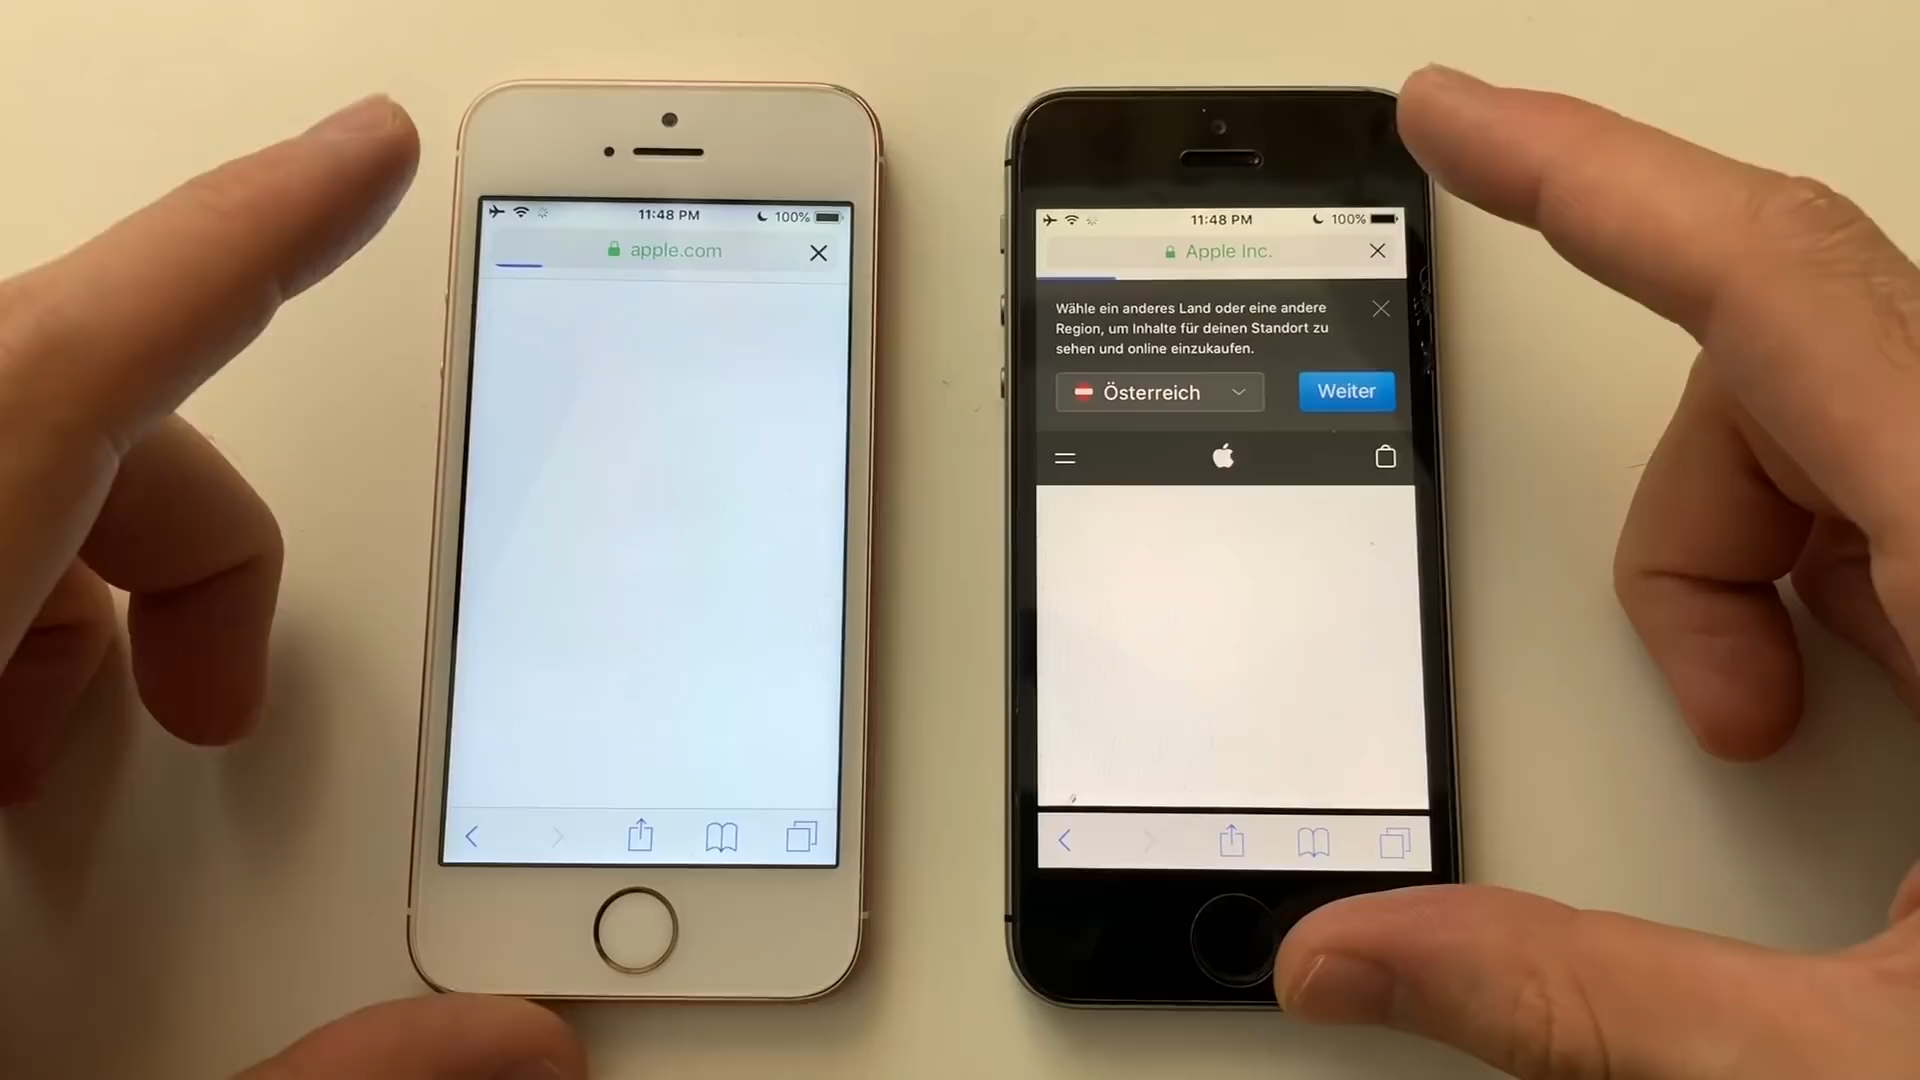 11:48 PM
100%
apple.com
11:48 PM
100%
Apple Inc.
Wähle ein anderes Land oder eine andere
Region, um Inhalte für deinen Standort zu
sehen und online einzukaufen.
Österreich
Weiter